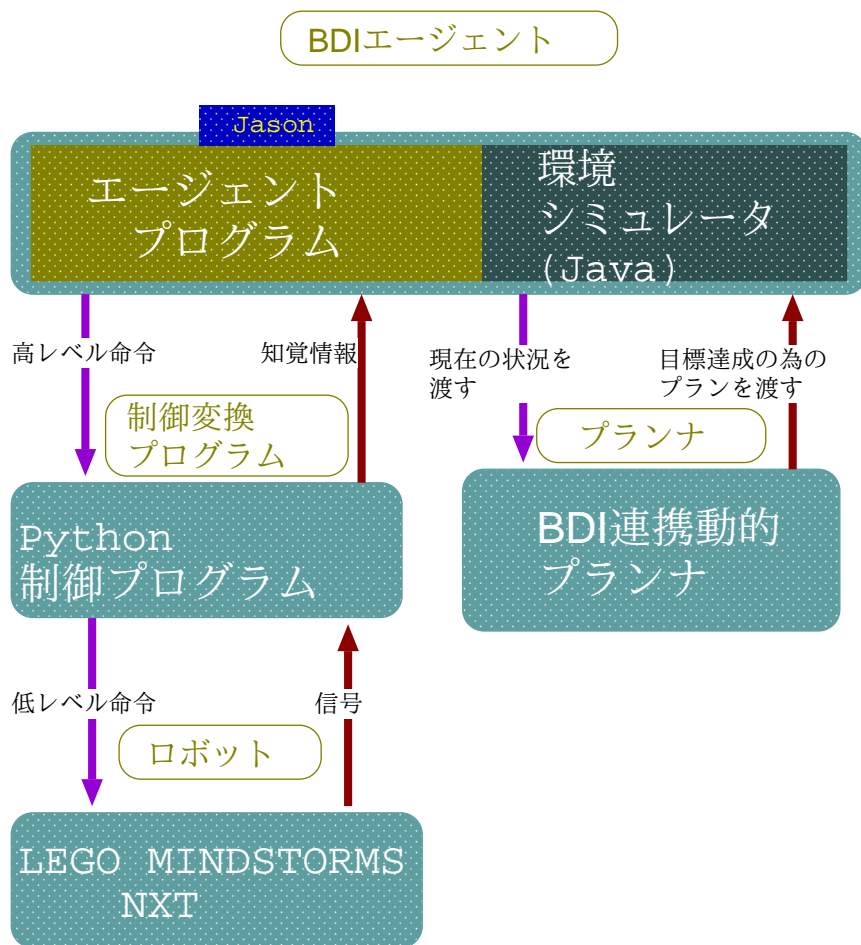 BDIエージェント
Jason
エージェント
プログラム
環境
シミュレータ
(Java)
高レベル命令
知覚情報
現在の状況を
渡す
目標達成の為の
プランを渡す
制御変換
プログラム
プランナ
Python
制御プログラム
BDI連携動的
プランナ
低レベル命令
信号
ロボット
LEGO MINDSTORMS
NXT